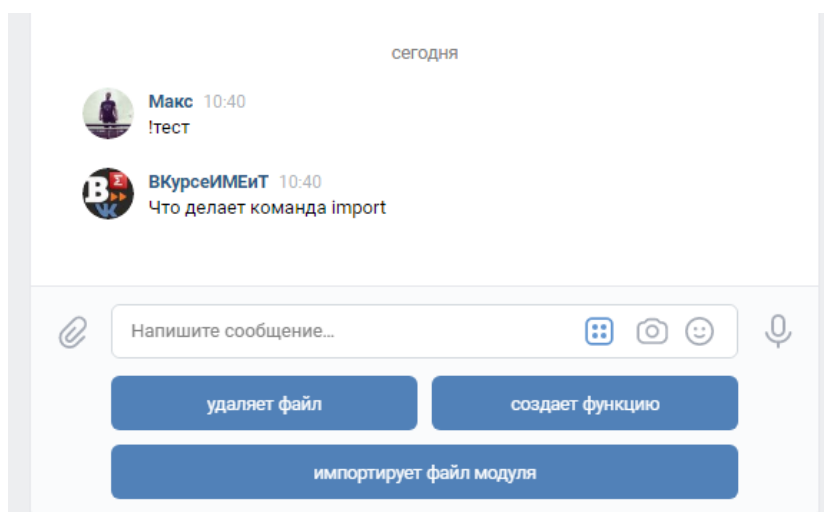 сегодня
Макс 10:40
!тест
ВКурсеИМЕиТ 10:40
Что делает команда import
Напишите сообщение...
удаляет файл
создает функцию
импортирует файл модуля